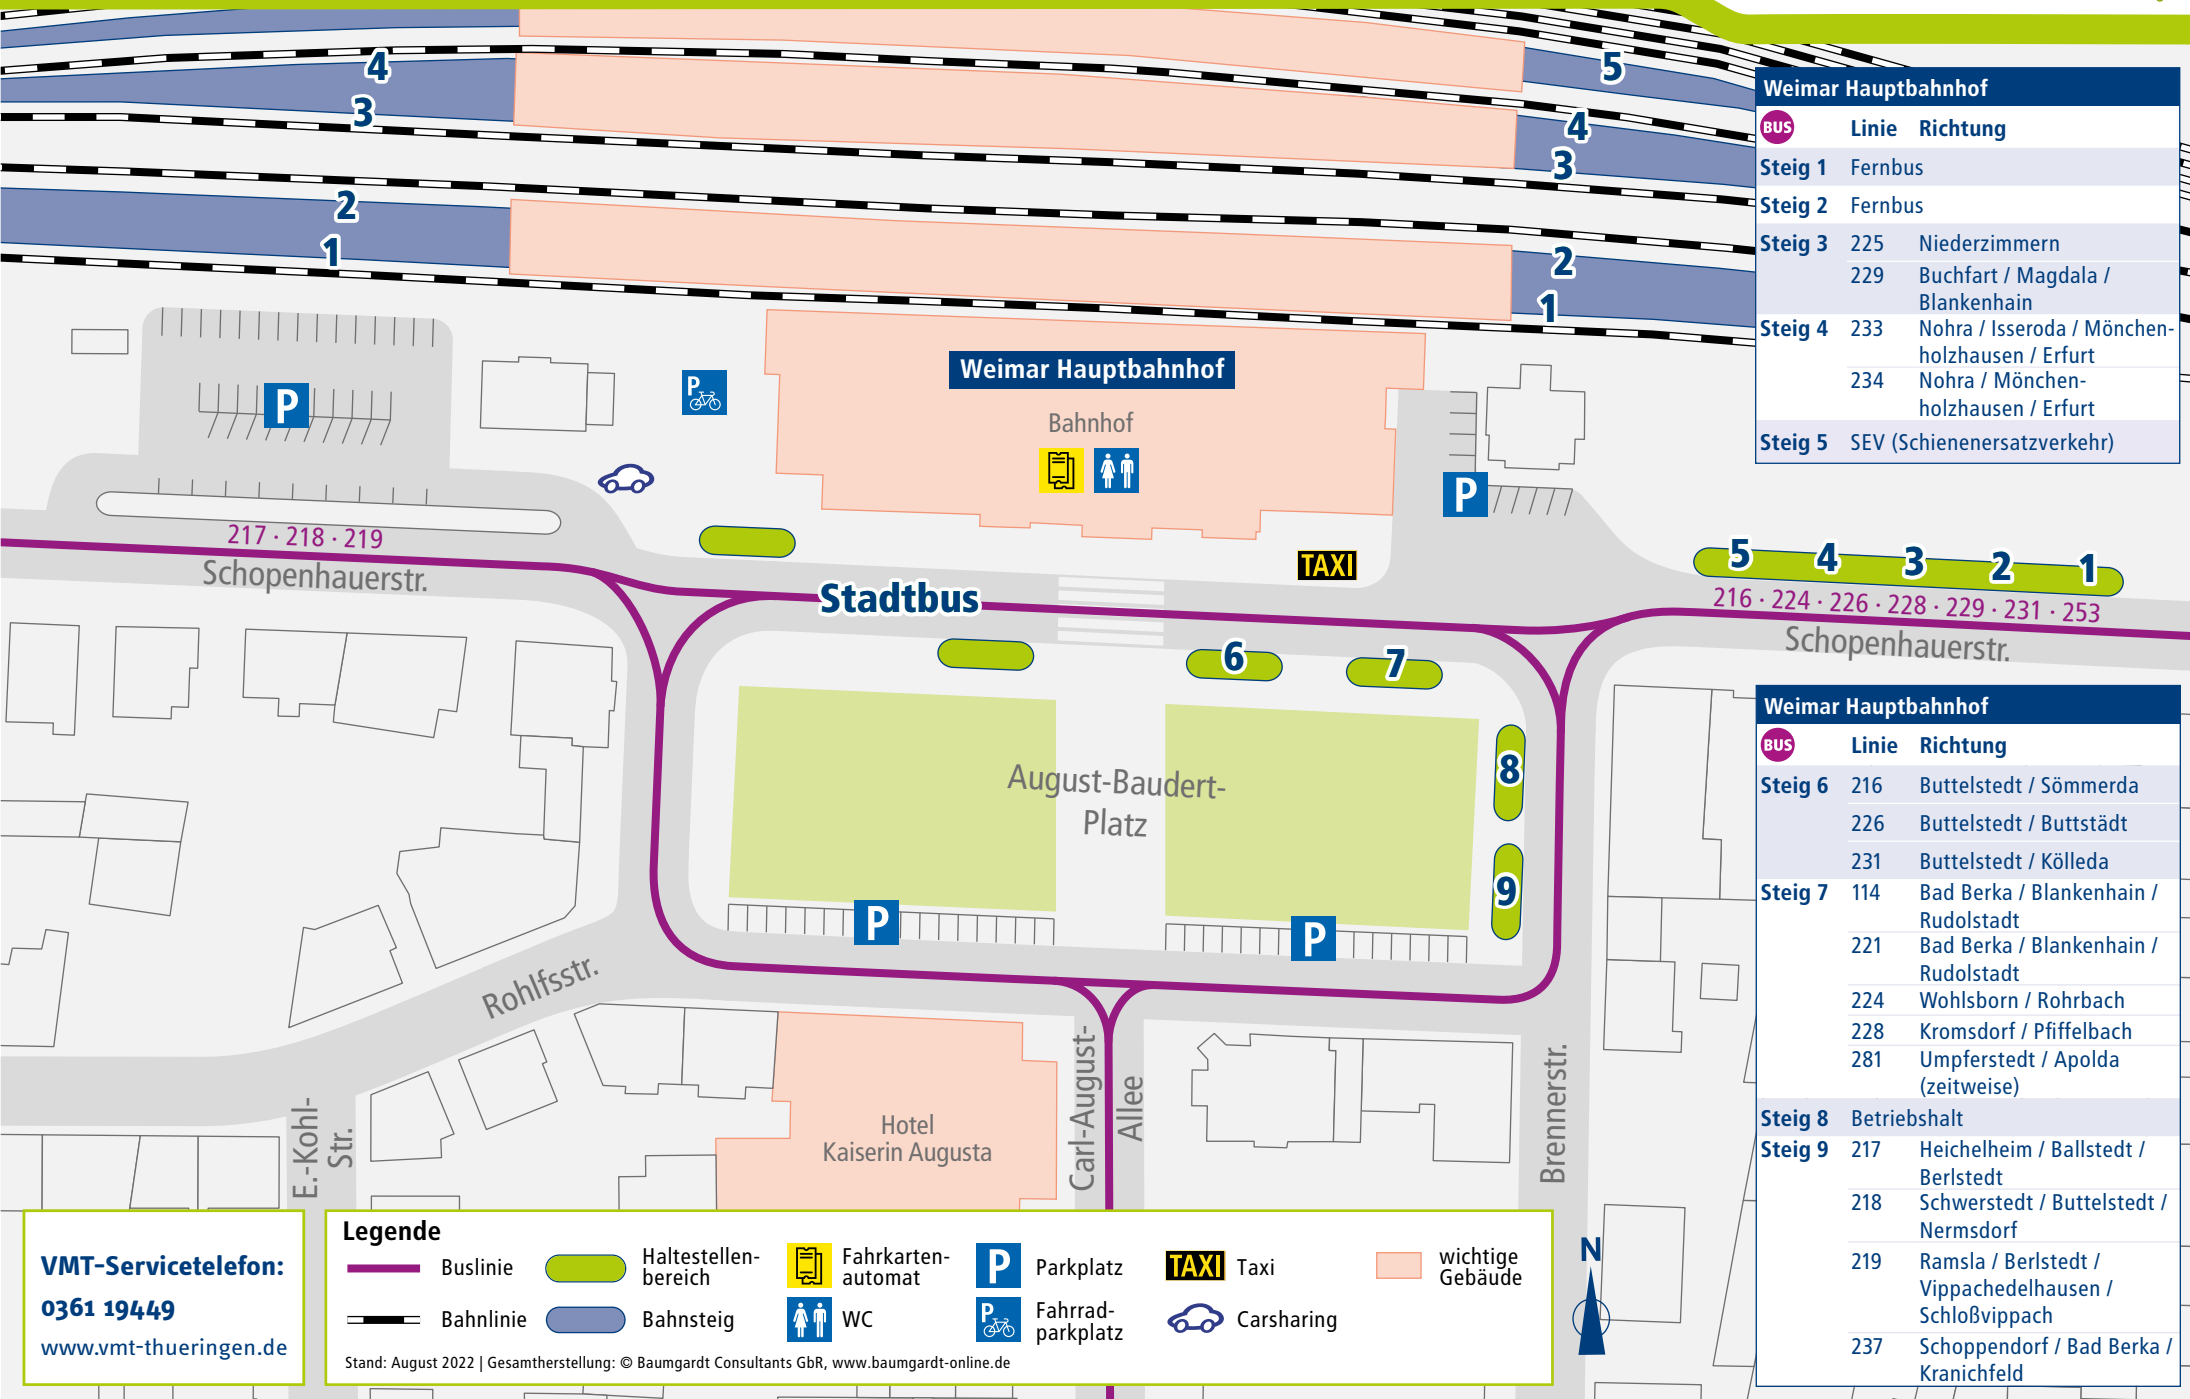 4
3
2
1
5
4
3
2
1
P
P
Weimar Hauptbahnhof
Bahnhof
P
TAXI
217 · 218 · 219
Schopenhauerstr.
Stadtbus
5 4 3 2 1
216 · 224 · 226 · 228 · 229 · 231 · 253
Schopenhauerstr.
6
7
8
9
August-Baudert-
Platz
P
P
Rohlfsstr.
E.-Kohl-
Str.
Hotel
Kaiserin Augusta
Carl-August-
Allee
Brennerstr.
N
Weimar Hauptbahnhof
BUS Linie Richtung
Steig 1 Fernbus
Steig 2 Fernbus
Steig 3 225 Niederzimmern
229 Buchfart / Magdala /
Blankenhain
Steig 4 233 Nohra / Isseroda / Mönchen-
holzhausen / Erfurt
234 Nohra / Mönchen-
holzhausen / Erfurt
Steig 5 SEV (Schienenersatzverkehr)
Weimar Hauptbahnhof
BUS Linie Richtung
Steig 6 216 Buttelstedt / Sömmerda
226 Buttelstedt / Buttstädt
231 Buttelstedt / Kölleda
Steig 7 114 Bad Berka / Blankenhain /
Rudolstadt
221 Bad Berka / Blankenhain /
Rudolstadt
224 Wohlsborn / Rohrbach
228 Kromsdorf / Pfiffelbach
281 Umpferstedt / Apolda
(zeitweise)
Steig 8 Betriebshalt
Steig 9 217 Heichelheim / Ballstedt /
Berlstedt
218 Schwerstedt / Buttelstedt /
Nermsdorf
219 Ramsla / Berlstedt /
Vippachedelhausen /
Schloßvippach
237 Schoppendorf / Bad Berka /
Kranichfeld
VMT-Servicetelefon:
0361 19449
www.vmt-thueringen.de
Legende
Buslinie
Haltestellen-
bereich
Fahrkarten-
automat
P Parkplatz
TAXI Taxi
wichtige
Gebäude
Bahnlinie
Bahnsteig
WC
P Fahrrad-
parkplatz
Carsharing
Stand: August 2022 | Gesamtherstellung: © Baumgardt Consultants GbR, www.baumgardt-online.de